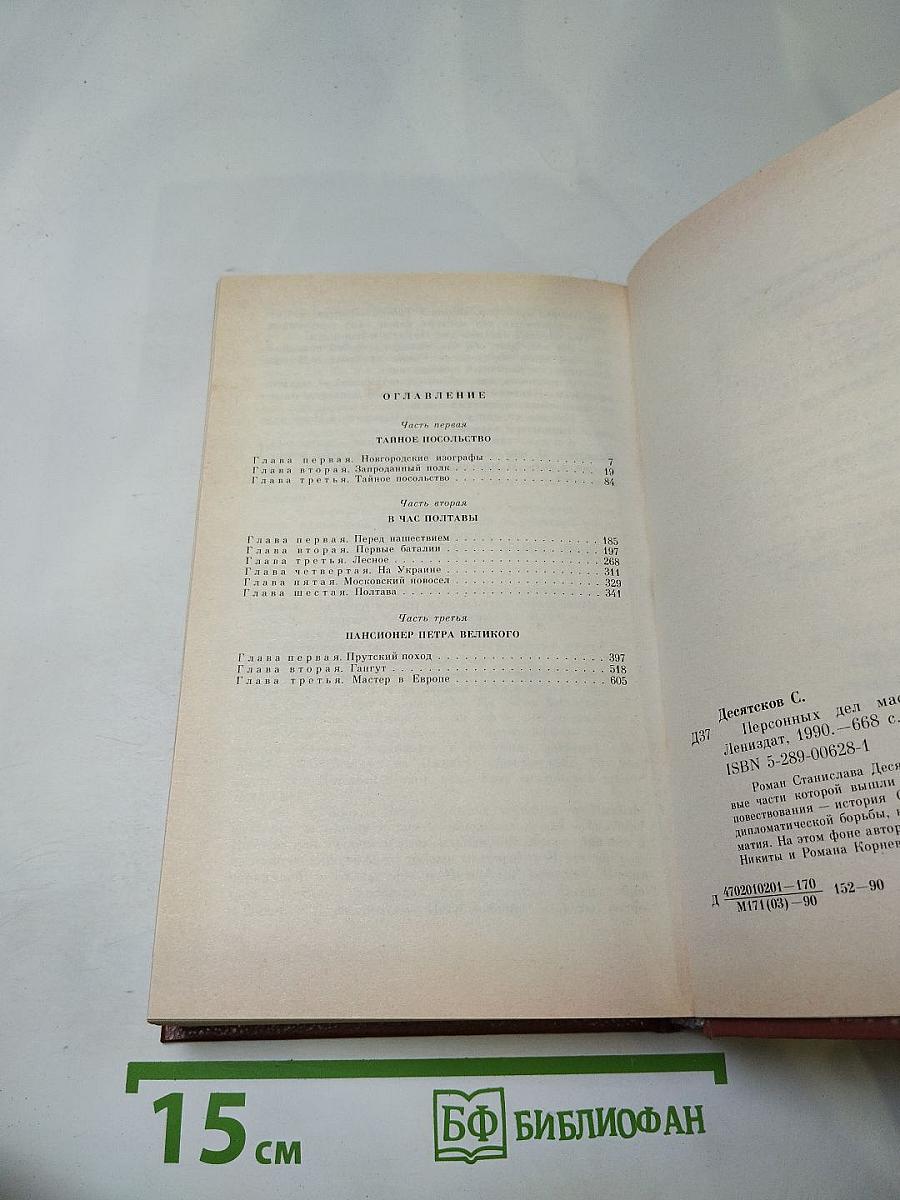 ОГЛАВЛЕНИЕ
Часть первая
ТАЙНОЕ ПОСОЛЬСТВО
Глава первая. Новгородские изографы . . . . . . . . . . 7
Глава вторая. Запроданный полк . . . . . . . . . . . . . 19
Глава третья. Тайное посольство . . . . . . . . . . . . . 84
Часть вторая
В ЧАС ПОЛТАВЫ
Глава первая. Перед нашествием . . . . . . . . . . . . . 185
Глава вторая. Первые баталии . . . . . . . . . . . . . . 197
Глава третья. Лесное . . . . . . . . . . . . . . . . . . 268
Глава четвертая. На Украине . . . . . . . . . . . . . . 311
Глава пятая. Московский новосел . . . . . . . . . . . . 329
Глава шестая. Полтава . . . . . . . . . . . . . . . . . 341
Часть третья
ПАНСИОНЕР ПЕТРА ВЕЛИКОГО
Глава первая. Прутский поход . . . . . . . . . . . . . . 397
Глава вторая. Гангут . . . . . . . . . . . . . . . . . . 518
Глава третья. Мастер в Европе . . . . . . . . . . . . . 605
Десятсков С.
Д37 Персонных дел мас
Лениздат, 1990.—668 с.
ISBN 5-289-00628-1
Роман Станислава Деся
вые части которой вышли
повествования — история С
дипломатической борьбы,
матия. На этом фоне автор
Никиты и Романа Корнев
Д 4702010201—170 152—90
М171(03)—90
15 см
БФ БИБЛИОФАН